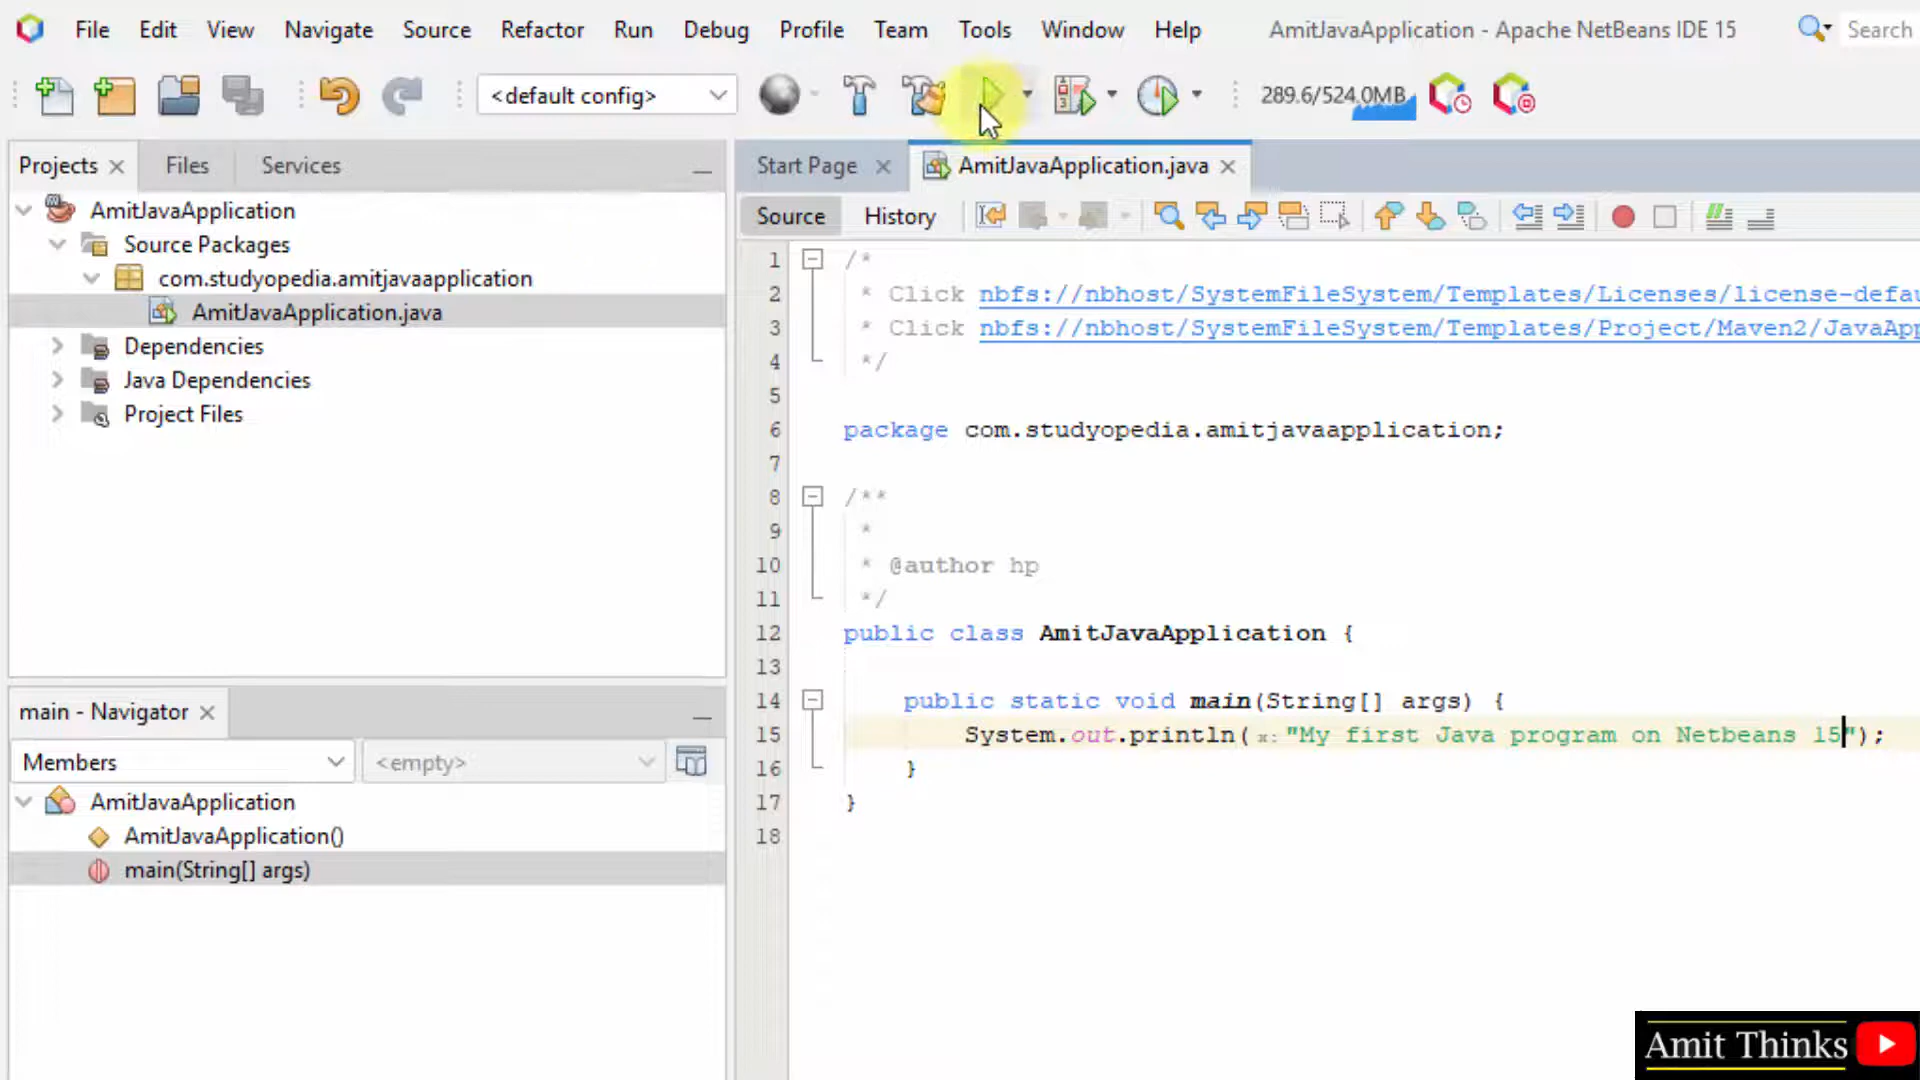 File Edit View Navigate Source Refactor Run Debug Profile Team Tools Window Help AmitJavaApplication - Apache NetBeans IDE 15 Search
<default config> 289.6/524.0MB
Projects Files Services
AmitJavaApplication
Source Packages
com.studyopedia.amitjavaapplication
AmitJavaApplication.java
Dependencies
Java Dependencies
Project Files
main - Navigator
Members <empty>
AmitJavaApplication
AmitJavaApplication()
main(String[] args)
Start Page AmitJavaApplication.java
Source History
1 /*
2 * Click nbfs://nbhost/SystemFileSystem/Templates/Licenses/license-defau
3 * Click nbfs://nbhost/SystemFileSystem/Templates/Project/Maven2/JavaApp
4 */
5
6 package com.studyopedia.amitjavaapplication;
7
8 /**
9 *
10 * @author hp
11 */
12 public class AmitJavaApplication {
13
14 public static void main(String[] args) {
15 System.out.println( x: "My first Java program on Netbeans 15");
16 }
17 }
18
Amit Thinks